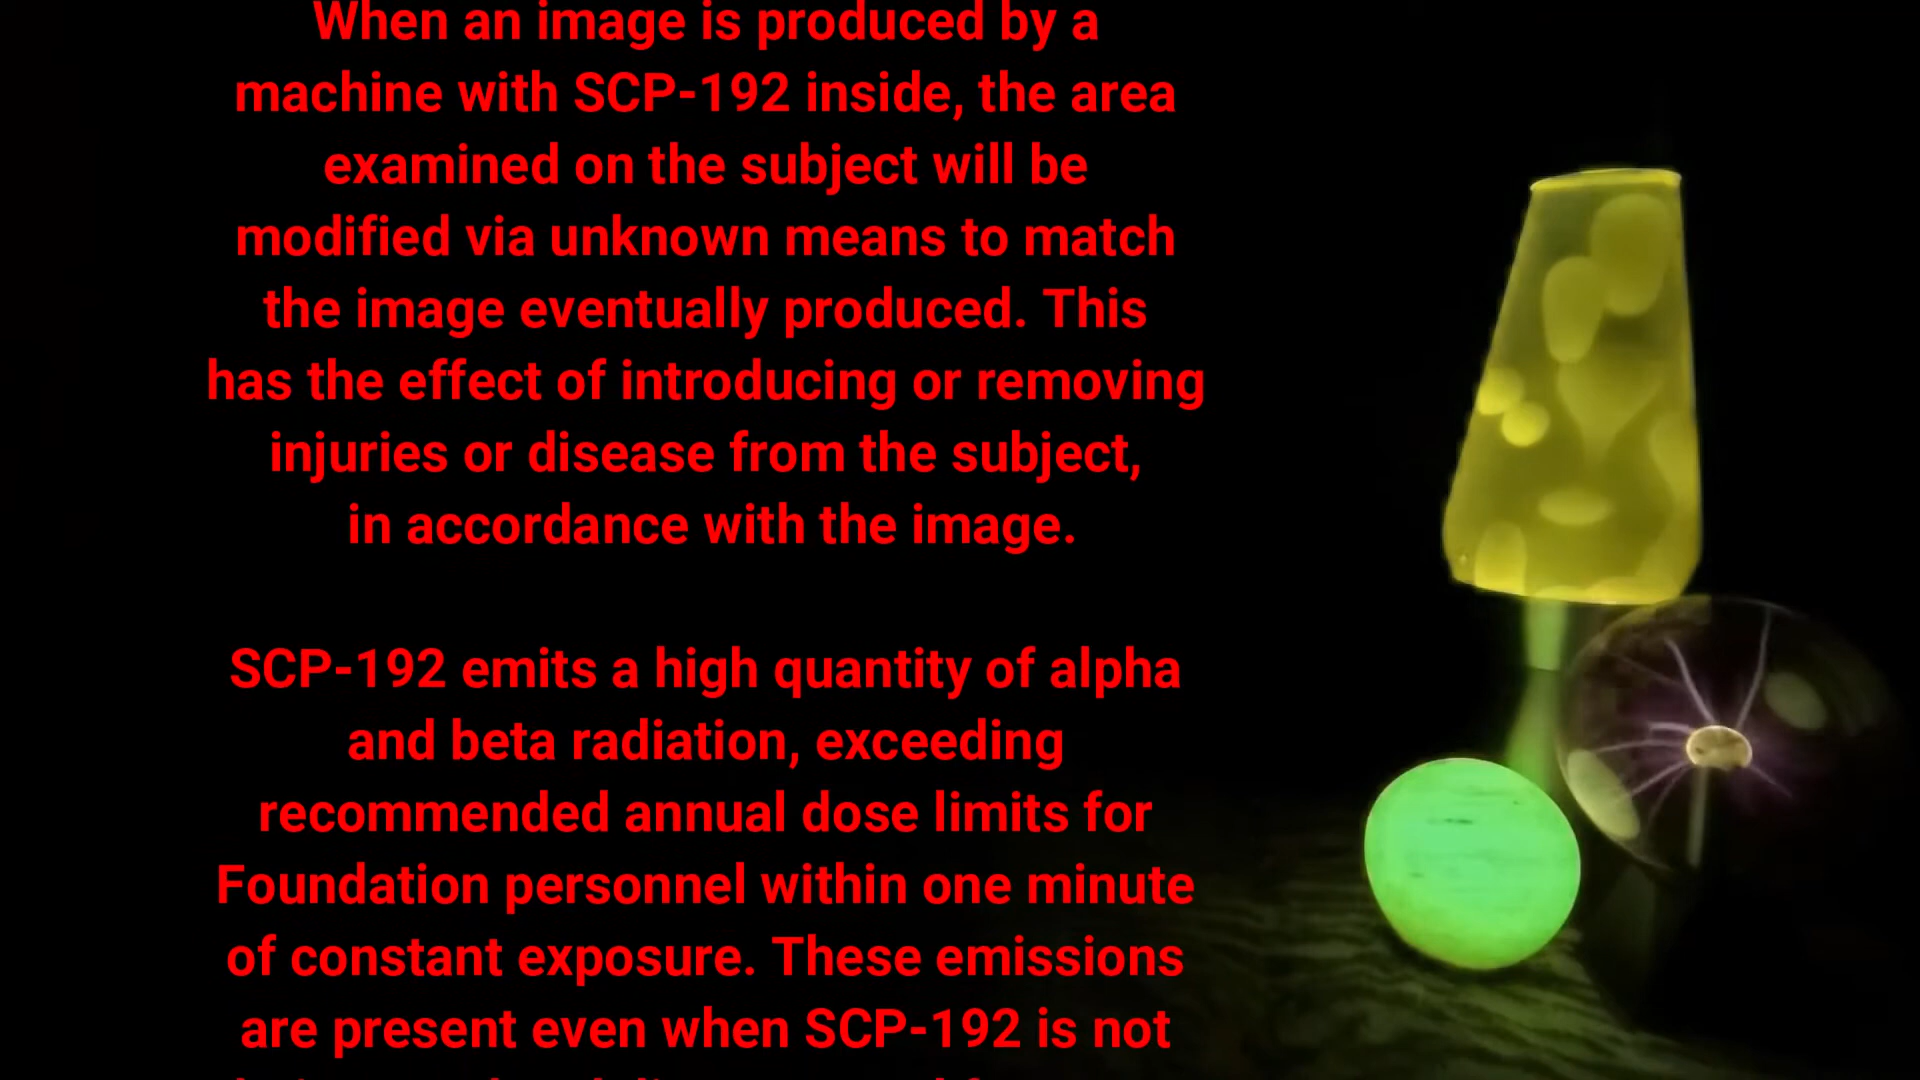 When an image is produced by a
machine with SCP-192 inside, the area
examined on the subject will be
modified via unknown means to match
the image eventually produced. This
has the effect of introducing or removing
injuries or disease from the subject,
in accordance with the image.
SCP-192 emits a high quantity of alpha
and beta radiation, exceeding
recommended annual dose limits for
Foundation personnel within one minute
of constant exposure. These emissions
are present even when SCP-192 is not